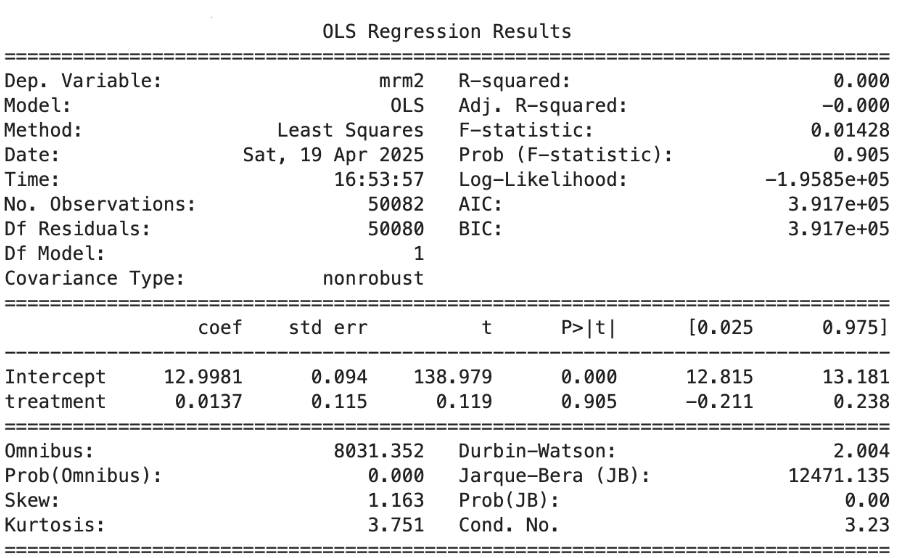 OLS Regression Results
==============================================================================
Dep. Variable: mrm2 R-squared: 0.000
Model: OLS Adj. R-squared: -0.000
Method: Least Squares F-statistic: 0.01428
Date: Sat, 19 Apr 2025 Prob (F-statistic): 0.905
Time: 16:53:57 Log-Likelihood: -1.9585e+05
No. Observations: 50082 AIC: 3.917e+05
Df Residuals: 50080 BIC: 3.917e+05
Df Model: 1
Covariance Type: nonrobust
==============================================================================
coef std err t P>|t| [0.025 0.975]
------------------------------------------------------------------------------
Intercept 12.9981 0.094 138.979 0.000 12.815 13.181
treatment 0.0137 0.115 0.119 0.905 -0.211 0.238
==============================================================================
Omnibus: 8031.352 Durbin-Watson: 2.004
Prob(Omnibus): 0.000 Jarque-Bera (JB): 12471.135
Skew: 1.163 Prob(JB): 0.00
Kurtosis: 3.751 Cond. No. 3.23
==============================================================================